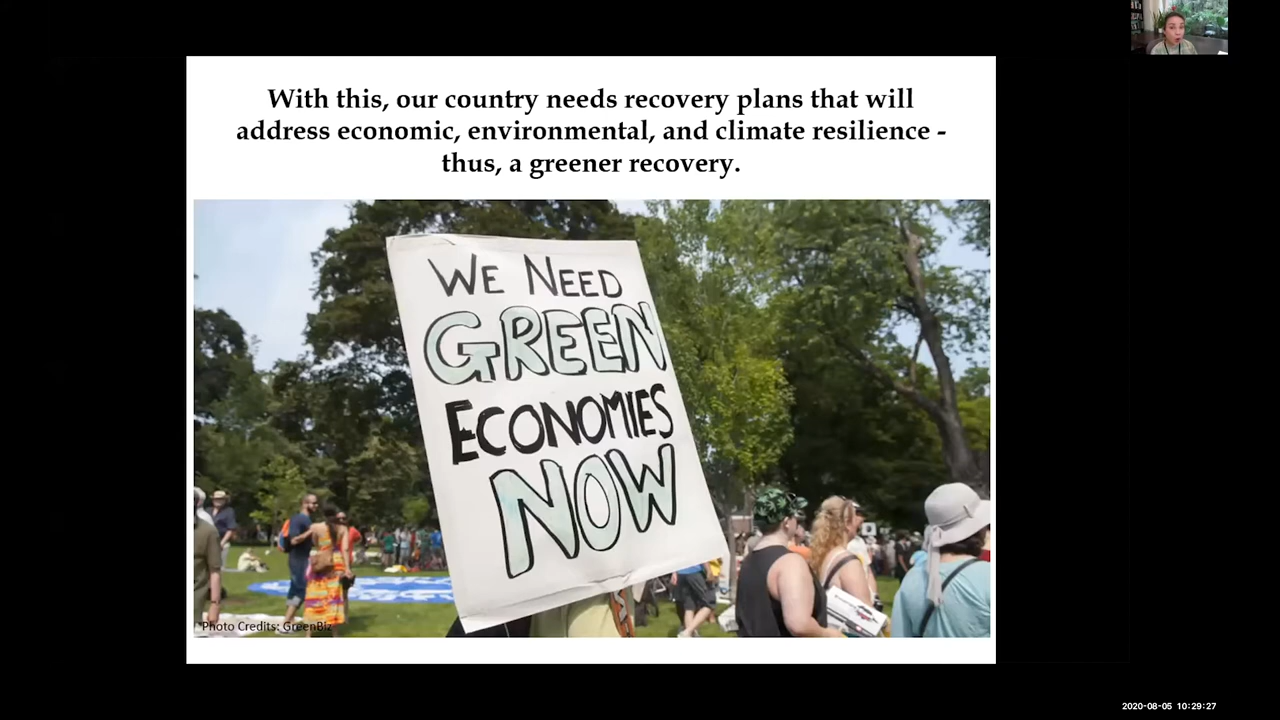 With this, our country needs recovery plans that will
address economic, environmental, and climate resilience -
thus, a greener recovery.
WE NEED
GREEN
ECONOMIES
NOW
Photo Credits: GreenBiz
2020-08-05 10:29:27